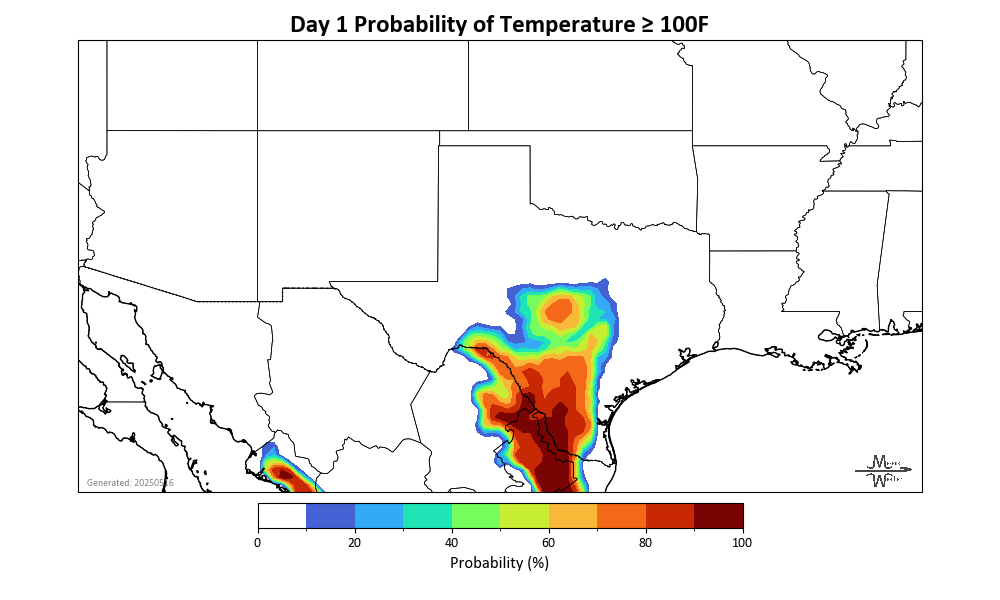 Day 1 Probability of Temperature ≥ 100F
Generated: 20250516
0 20 40 60 80 100
Probability (%)